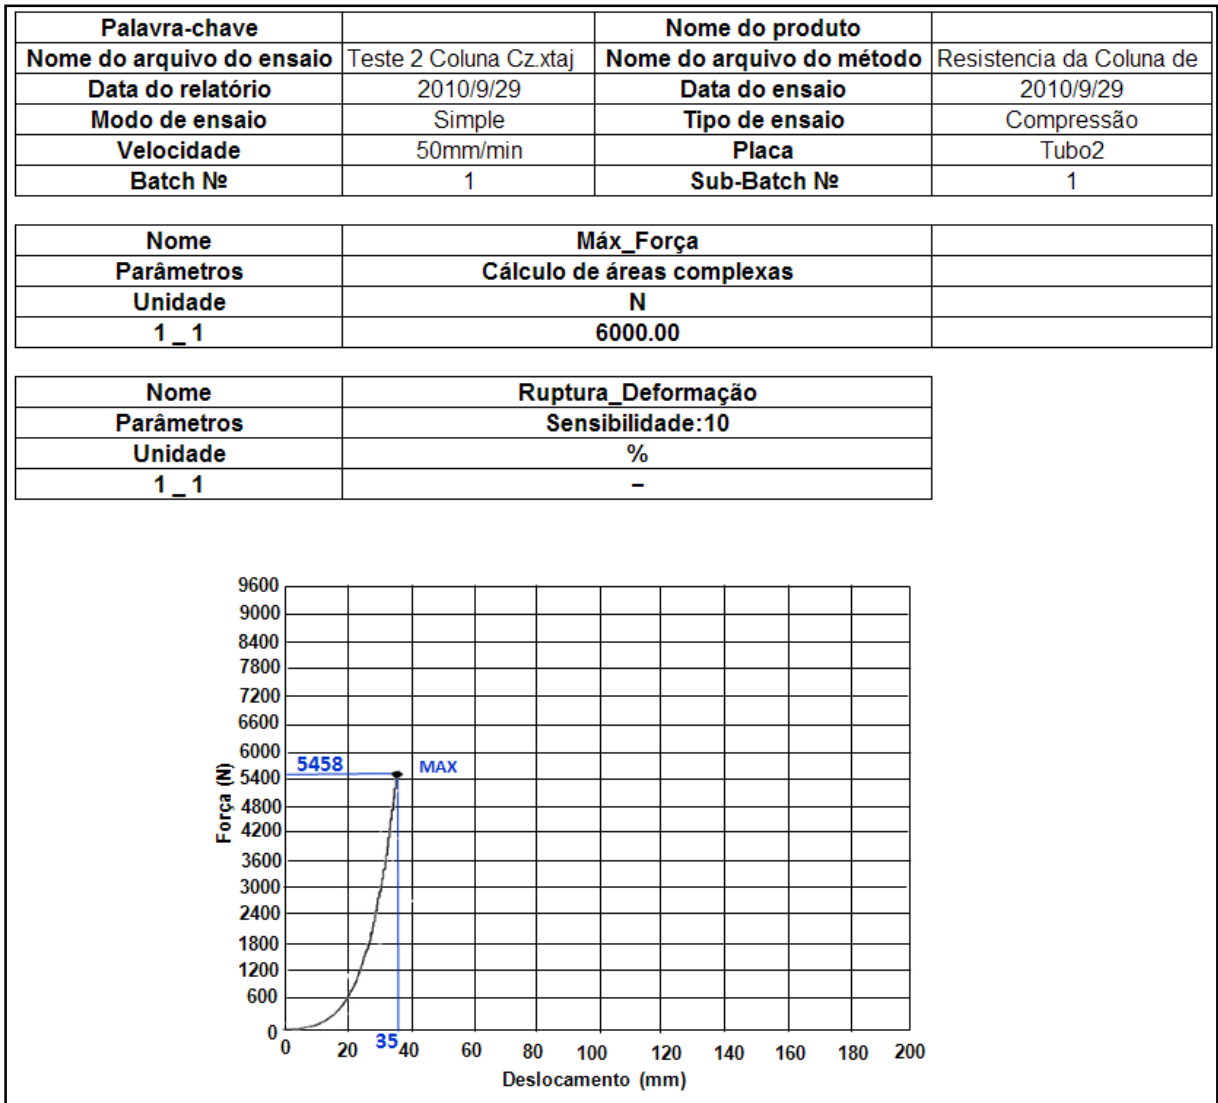 Palavra-chave Nome do produto
Nome do arquivo do ensaio Teste 2 Coluna Cz.xtaj Nome do arquivo do método Resistencia da Coluna de
Data do relatório 2010/9/29 Data do ensaio 2010/9/29
Modo de ensaio Simple Tipo de ensaio Compressão
Velocidade 50mm/min Placa Tubo2
Batch № 1 Sub-Batch № 1
Nome Máx_Força
Parâmetros Cálculo de áreas complexas
Unidade N
1 _ 1 6000.00
Nome Ruptura_Deformação
Parâmetros Sensibilidade:10
Unidade %
1 _ 1 –
9600
9000
8400
7800
7200
6600
6000
5458 MAX
5400
4800
4200
3600
3000
2400
1800
1200
600
0
Força (N)
0 20 35 40 60 80 100 120 140 160 180 200
Deslocamento (mm)